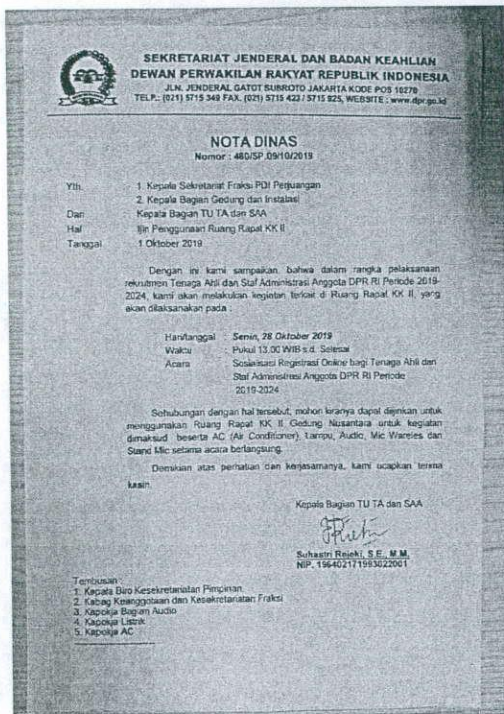 SEKRETARIAT JENDERAL DAN BADAN KEAHLIAN
DEWAN PERWAKILAN RAKYAT REPUBLIK INDONESIA
JLN. JENDERAL GATOT SUBROTO JAKARTA KODE POS 10270
TELP.: (021) 5715 349 FAX. (021) 5715 423 / 5715 925, WEBSITE : www.dpr.go.id
NOTA DINAS
Nomor : 480/SP.09/10/2019
Yth. : 1. Kepala Sekretariat Fraksi PDI Perjuangan
2. Kepala Bagian Gedung dan Instalasi
Dari : Kepala Bagian TU TA dan SAA
Hal : Ijin Penggunaan Ruang Rapat KK II
Tanggal : 1 Oktober 2019
Dengan ini kami sampaikan, bahwa dalam rangka pelaksanaan
rekrutmen Tenaga Ahli dan Staf Administrasi Anggota DPR RI Periode 2019-
2024, kami akan melakukan kegiatan terkait di Ruang Rapat KK II, yang
akan dilaksanakan pada :
Hari/tanggal : Senin, 28 Oktober 2019
Waktu : Pukul 13.00 WIB s.d. Selesai
Acara : Sosialisasi Registrasi Online bagi Tenaga Ahli dan
Staf Administrasi Anggota DPR RI Periode
2019-2024
Sehubungan dengan hal tersebut, mohon kiranya dapat diijinkan untuk
menggunakan Ruang Rapat KK II Gedung Nusantara untuk kegiatan
dimaksud beserta AC (Air Conditioner), Lampu, Audio, Mic Wareles dan
Stand Mic selama acara berlangsung.
Demikian atas perhatian dan kerjasamanya, kami ucapkan terima
kasih.
Kepala Bagian TU TA dan SAA
Suhastri Rejeki, S.E., M.M.
NIP. 196402171993022001
Tembusan :
1. Kepala Biro Kesekretariatan Pimpinan
2. Kabag Keanggotaan dan Kesekretariatan Fraksi
3. Kapokja Bagian Audio
4. Kapokja Listrik
5. Kapokja AC